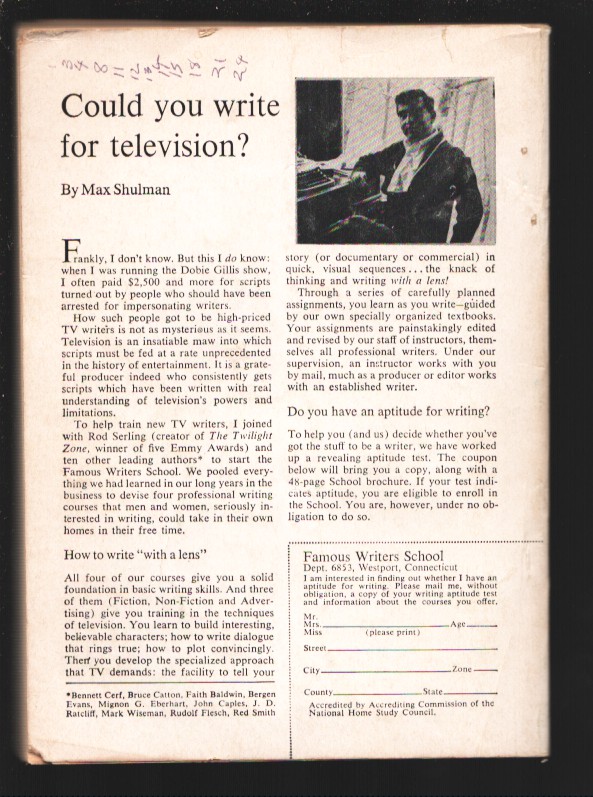 34 8 11 12 13 14 15 18 21 24
Could you write
for television?
By Max Shulman
Frankly, I don't know. But this I do know:
when I was running the Dobie Gillis show,
I often paid $2,500 and more for scripts
turned out by people who should have been
arrested for impersonating writers.
How such people got to be high-priced
TV writers is not as mysterious as it seems.
Television is an insatiable maw into which
scripts must be fed at a rate unprecedented
in the history of entertainment. It is a grate-
ful producer indeed who consistently gets
scripts which have been written with real
understanding of television's powers and
limitations.
To help train new TV writers, I joined
with Rod Serling (creator of The Twilight
Zone, winner of five Emmy Awards) and
ten other leading authors* to start the
Famous Writers School. We pooled every-
thing we had learned in our long years in the
business to devise four professional writing
courses that men and women, seriously in-
terested in writing, could take in their own
homes in their free time.
How to write "with a lens"
All four of our courses give you a solid
foundation in basic writing skills. And three
of them (Fiction, Non-Fiction and Adver-
tising) give you training in the techniques
of television. You learn to build interesting,
believable characters; how to write dialogue
that rings true; how to plot convincingly.
Then you develop the specialized approach
that TV demands: the facility to tell your
*Bennett Cerf, Bruce Catton, Faith Baldwin, Bergen
Evans, Mignon G. Eberhart, John Caples, J. D.
Ratcliff, Mark Wiseman, Rudolf Flesch, Red Smith
story (or documentary or commercial) in
quick, visual sequences . . . the knack of
thinking and writing with a lens!
Through a series of carefully planned
assignments, you learn as you write—guided
by our own specially organized textbooks.
Your assignments are painstakingly edited
and revised by our staff of instructors, them-
selves all professional writers. Under our
supervision, an instructor works with you
by mail, much as a producer or editor works
with an established writer.
Do you have an aptitude for writing?
To help you (and us) decide whether you've
got the stuff to be a writer, we have worked
up a revealing aptitude test. The coupon
below will bring you a copy, along with a
48-page School brochure. If your test indi-
cates aptitude, you are eligible to enroll in
the School. You are, however, under no ob-
ligation to do so.
Famous Writers School
Dept. 6853, Westport, Connecticut
I am interested in finding out whether I have an
aptitude for writing. Please mail me, without
obligation, a copy of your writing aptitude test
and information about the courses you offer.
Mr.
Mrs. Age
Miss (please print)
Street
City Zone
County State
Accredited by Accrediting Commission of the
National Home Study Council.